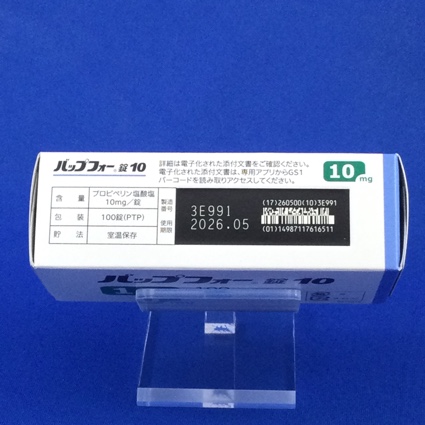 バップフォー®錠10
詳細は電子化された添付文書をご確認ください。
電子化された添付文書は、専用アプリからGS1
バーコードを読み取りアクセスしてください。
10mg
含量 プロピベリン塩酸塩
10mg/錠
包装 100錠(PTP)
貯法 室温保存
製造番号 3E991
使用期限 2026.05
(17)260500(10)3E991
(01)14987117616511
バップフォー®錠10